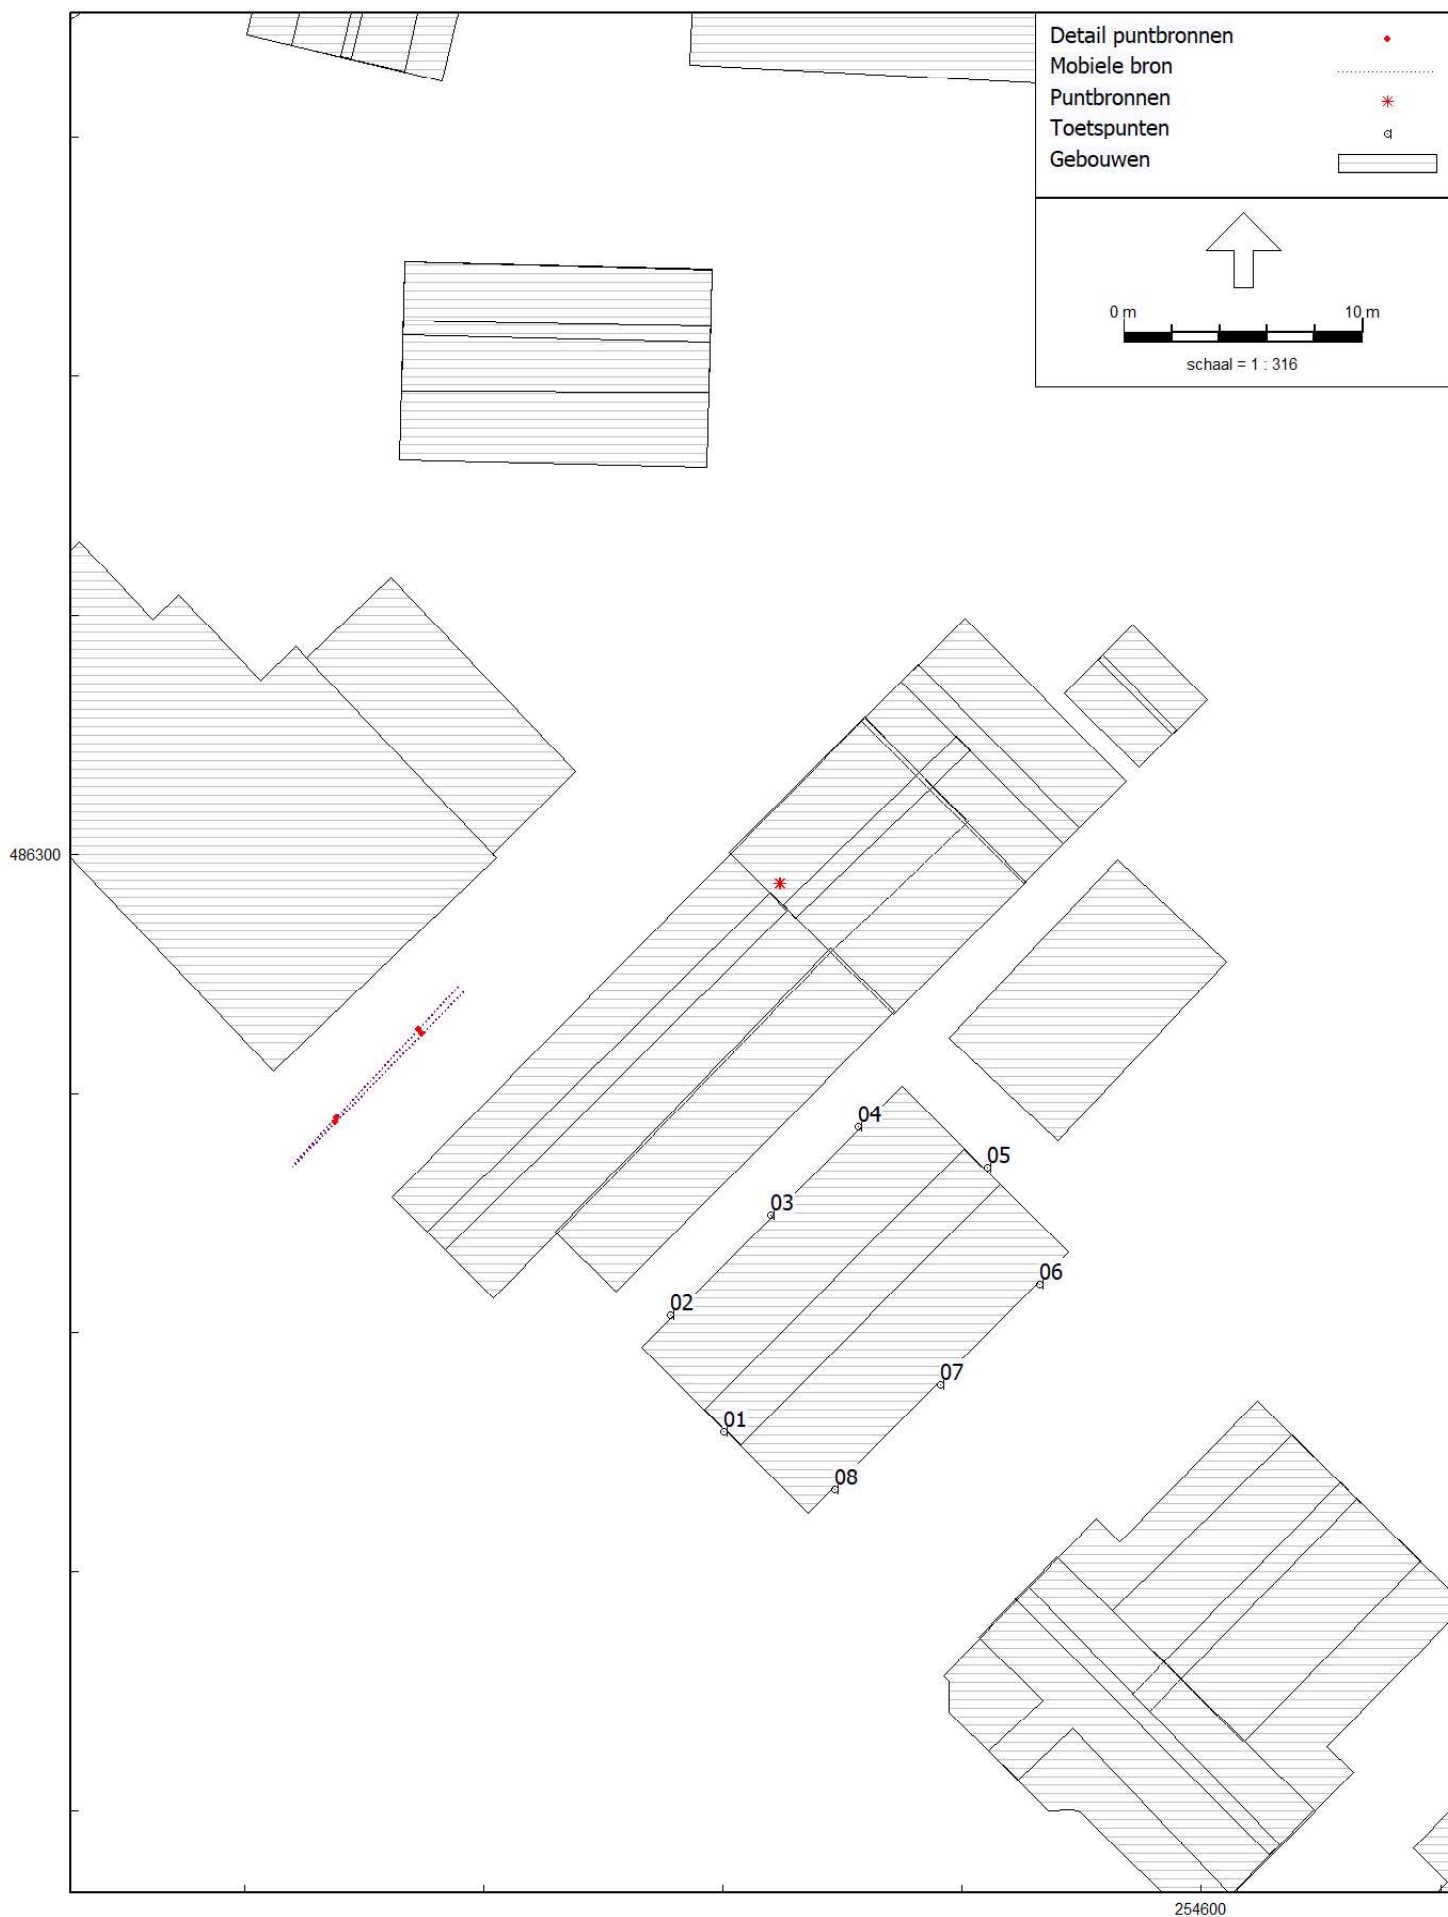 Detail puntbronnen
Mobiele bron
Puntbronnen
Toetspunten
Gebouwen
0 m 10 m
schaal = 1 : 316
486300
04
05
03
06
02
07
01
08
254600